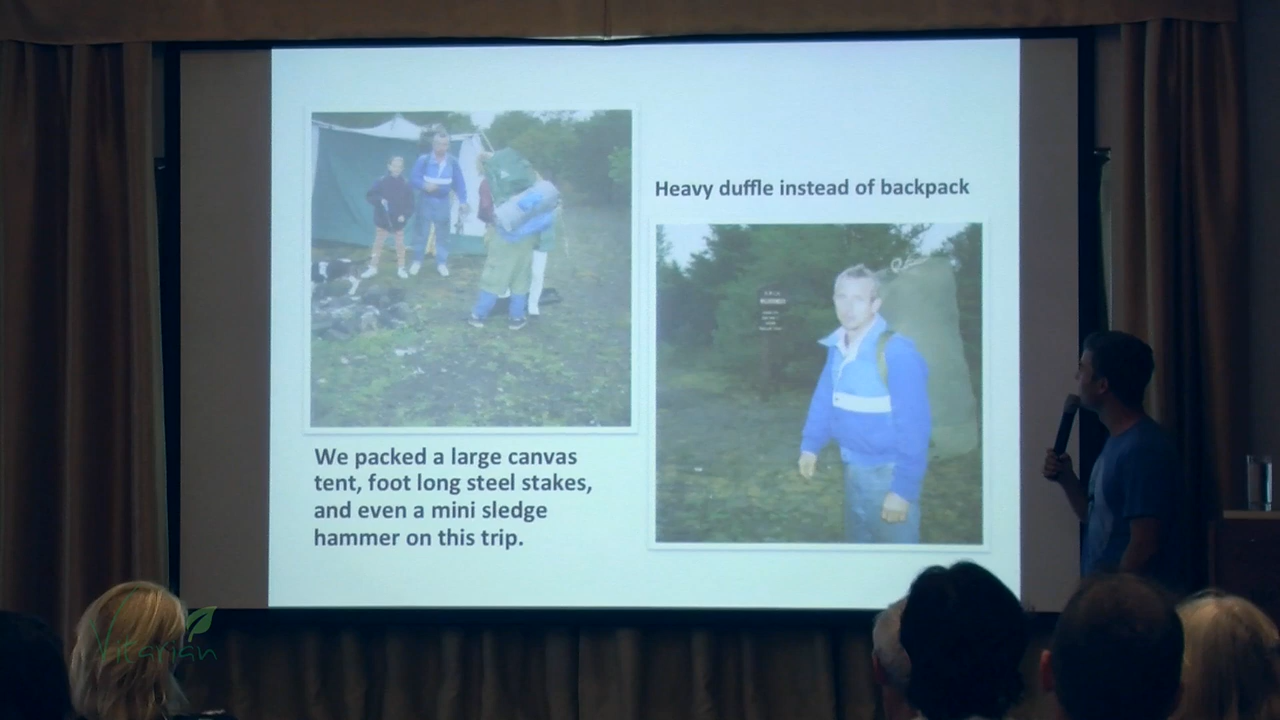 Heavy duffle instead of backpack
We packed a large canvas
tent, foot long steel stakes,
and even a mini sledge
hammer on this trip.
Vitarian